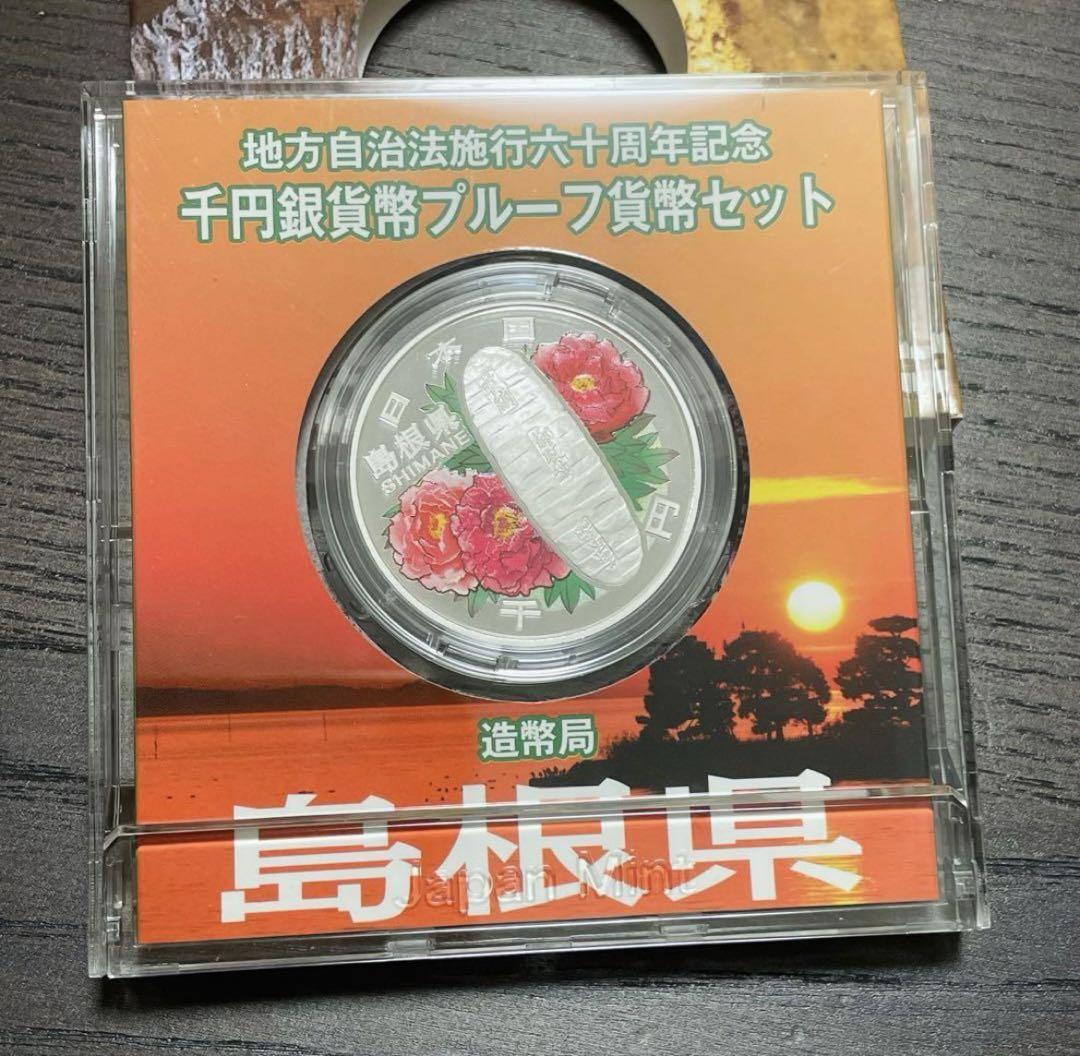 地方自治法施行六十周年記念
千円銀貨幣プルーフ貨幣セット
日本国
島根県
SHIMANE
千円
造幣局
島根県
Japan Mint